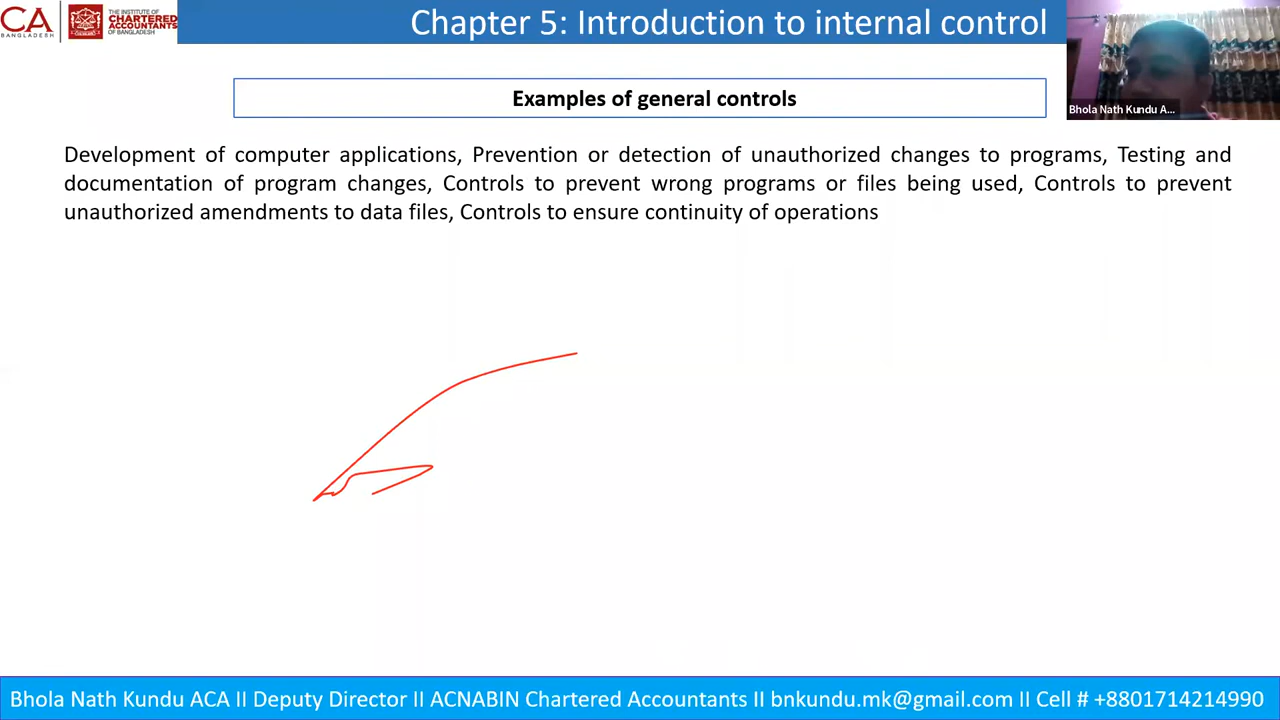 CA
BANGLADESH
THE INSTITUTE OF
CHARTERED
ACCOUNTANTS
OF BANGLADESH
Chapter 5: Introduction to internal control
Bhola Nath Kundu A...
Examples of general controls
Development of computer applications, Prevention or detection of unauthorized changes to programs, Testing and
documentation of program changes, Controls to prevent wrong programs or files being used, Controls to prevent
unauthorized amendments to data files, Controls to ensure continuity of operations
Bhola Nath Kundu ACA II Deputy Director II ACNABIN Chartered Accountants II bnkundu.mk@gmail.com II Cell # +8801714214990